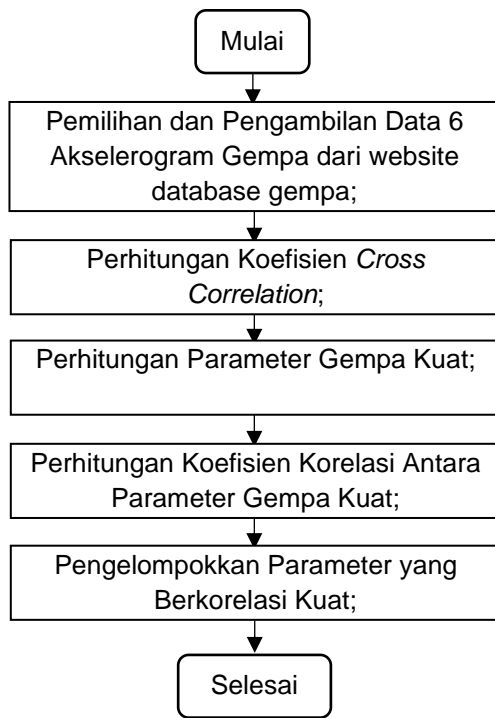 Mulai
Pemilihan dan Pengambilan Data 6
Akselerogram Gempa dari website
database gempa;
Perhitungan Koefisien Cross
Correlation;
Perhitungan Parameter Gempa Kuat;
Perhitungan Koefisien Korelasi Antara
Parameter Gempa Kuat;
Pengelompokkan Parameter yang
Berkorelasi Kuat;
Selesai